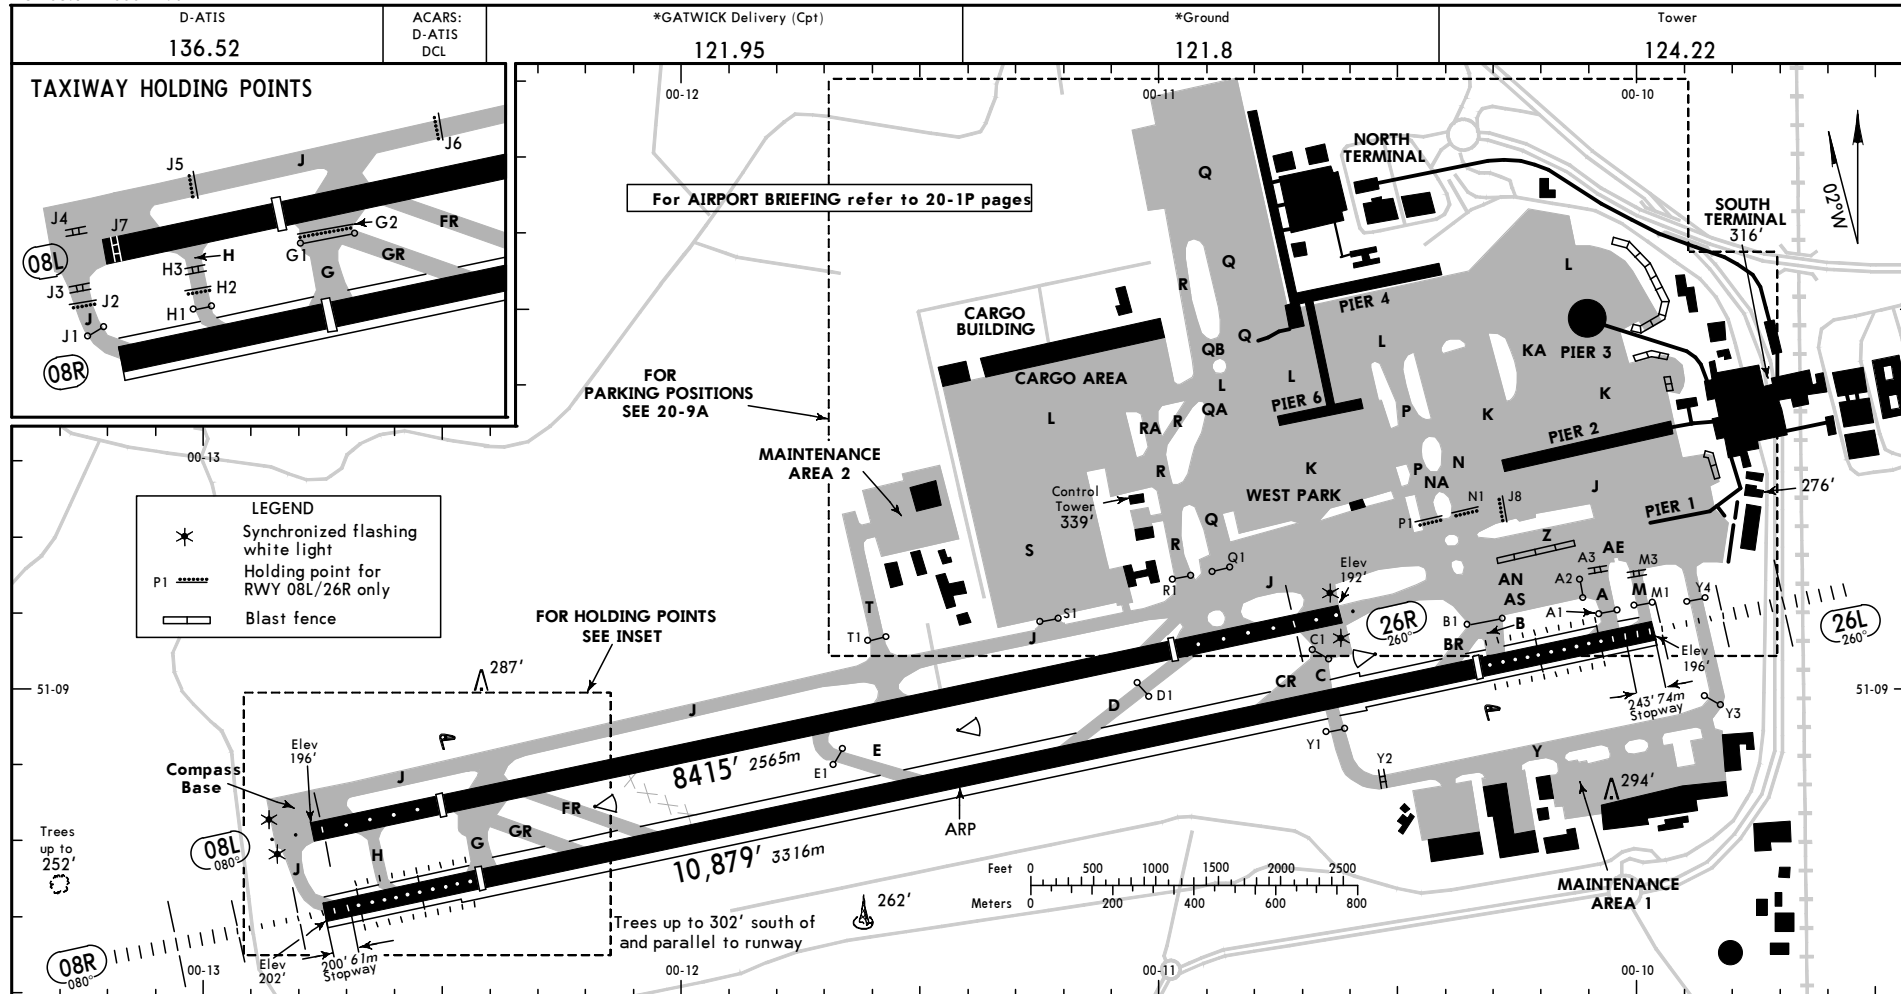 D-ATIS
136.52
ACARS:
D-ATIS
DCL
*GATWICK Delivery (Cpt)
121.95
*Ground
121.8
Tower
124.22
TAXIWAY HOLDING POINTS
J5
J
J6
J4
J7
08L
J3
J2
J
J1
08R
H
H3
H2
H1
G1
G2
G
GR
FR
00-12
00-11
00-10
For AIRPORT BRIEFING refer to 20-1P pages
NORTH
TERMINAL
SOUTH
TERMINAL
316'
02°W
Q
Q
R
Q
QB
L
QA
L
PIER 4
L
L
KA
PIER 3
K
K
PIER 6
P
PIER 2
CARGO
BUILDING
CARGO AREA
L
RA
R
R
FOR
PARKING POSITIONS
SEE 20-9A
MAINTENANCE
AREA 2
Control
Tower
339'
K
WEST PARK
P
N
NA
N1
J8
P1
J
PIER 1
276'
00-13
LEGEND
Synchronized flashing
white light
P1
Holding point for
RWY 08L/26R only
Blast fence
S
Q
R
Q1
R1
J
Elev
192'
Z
AE
A3
M3
AN
AS
A2
A
M
M1
Y4
A1
B1
B
BR
26R
260°
26L
260°
Elev
196'
FOR HOLDING POINTS
SEE INSET
T
T1
S1
J
C1
C
CR
D
D1
243' 74m
Stopway
51-09
51-09
287'
J
E
E1
Y1
Y2
Y3
Y
294'
Elev
196'
Compass
Base
J
8415' 2565m
FR
GR
G
H
J
ARP
Trees
up to
252'
08L
080°
10,879' 3316m
Feet 0 500 1000 1500 2000 2500
Meters 0 200 400 600 800
MAINTENANCE
AREA 1
262'
Trees up to 302' south of
and parallel to runway
08R
080°
Elev
202'
200' 61m
Stopway
00-13
00-12
00-11
00-10